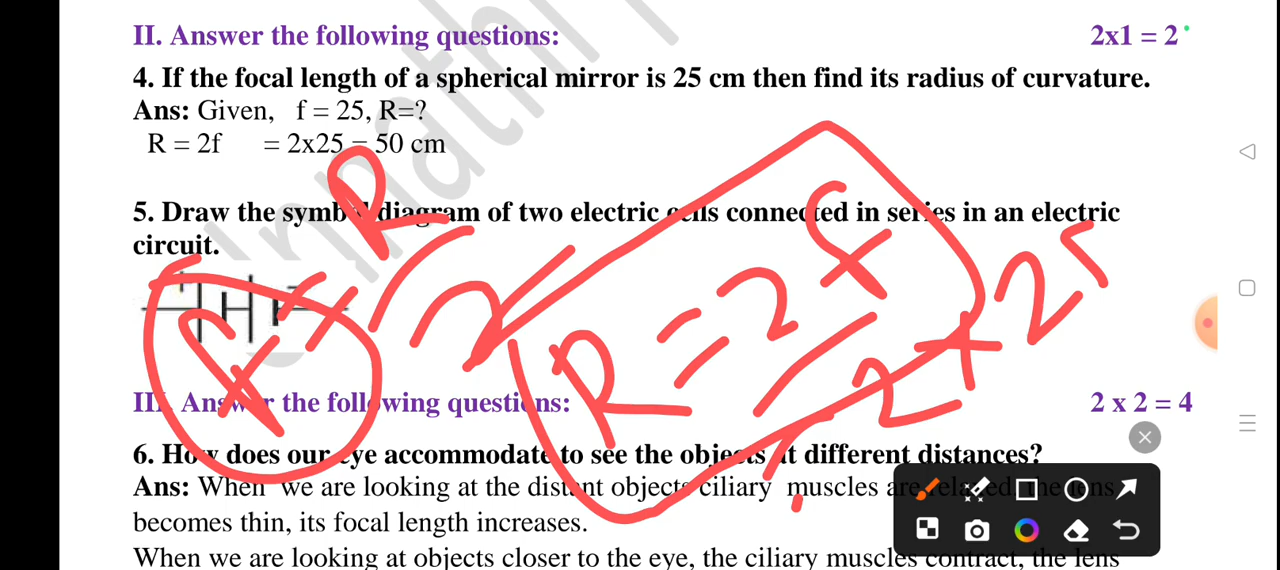 II. Answer the following questions: 2x1 = 2
4. If the focal length of a spherical mirror is 25 cm then find its radius of curvature.
Ans: Given, f = 25, R=?
R = 2f = 2x25 = 50 cm
5. Draw the symbol diagram of two electric cells connected in series in an electric
circuit.
f = R/2
R = 2f
= 2x25
III. Answer the following questions: 2 x 2 = 4
6. How does our eye accommodate to see the objects at different distances?
Ans: When we are looking at the distant objects ciliary muscles are relaxed, the lens
becomes thin, its focal length increases.
When we are looking at objects closer to the eye, the ciliary muscles contract, the lens